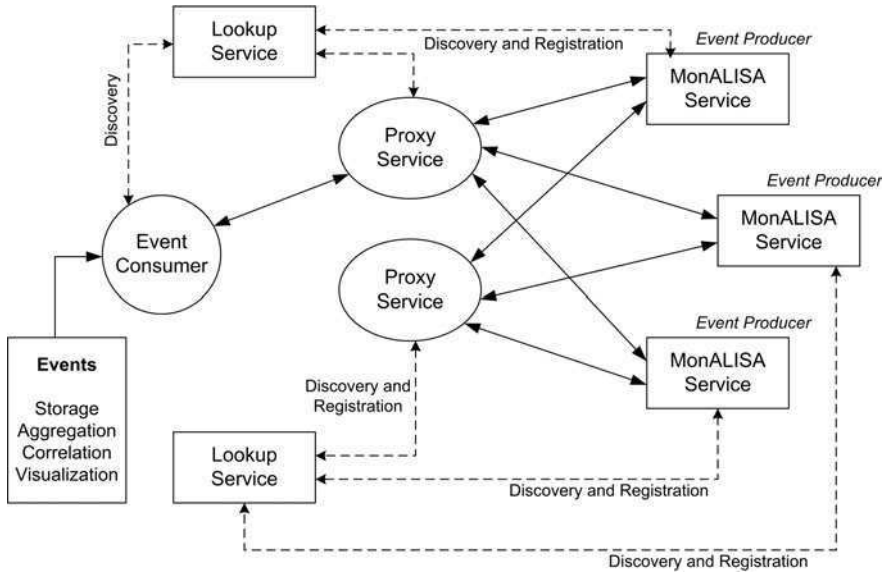 Lookup
Service
Discovery and Registration
Event Producer
MonALISA
Service
Discovery
Proxy
Service
Event Producer
MonALISA
Service
Event
Consumer
Proxy
Service
Event Producer
MonALISA
Service
Events
Storage
Aggregation
Correlation
Visualization
Discovery and
Registration
Lookup
Service
Discovery and Registration
Discovery and Registration